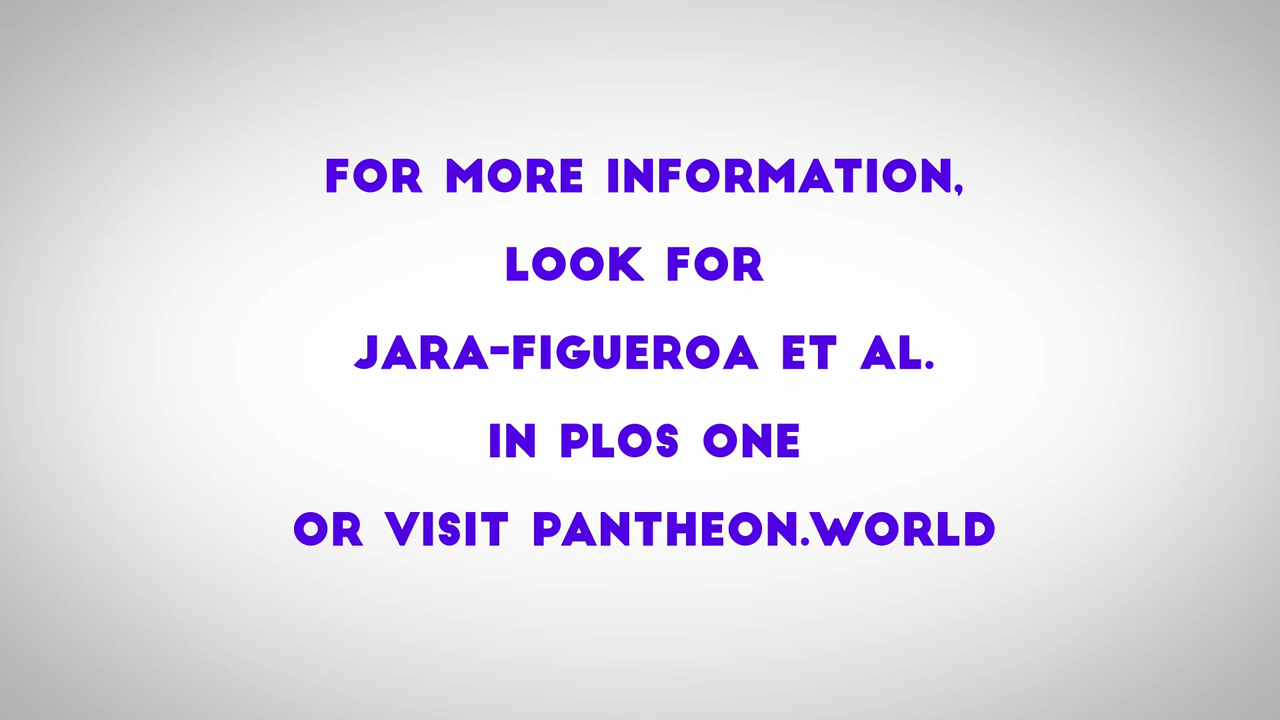 FOR MORE INFORMATION,
LOOK FOR
JARA-FIGUEROA ET AL.
IN PLOS ONE
OR VISIT PANTHEON.WORLD